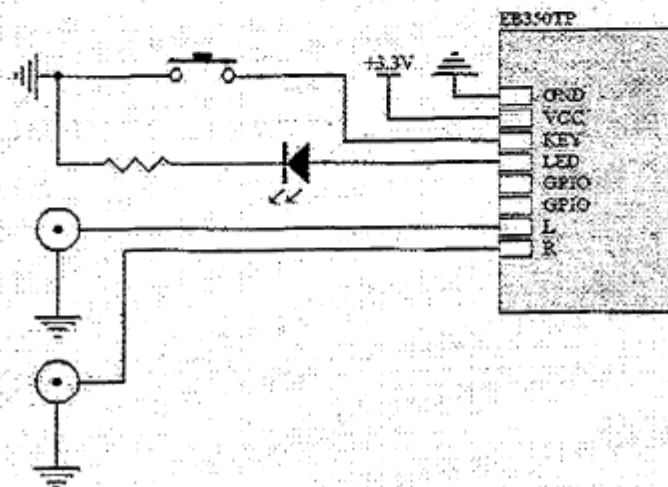 EB350TP
+3.3V
GND
VCC
KEY
LED
GPIO
GPIO
L
R